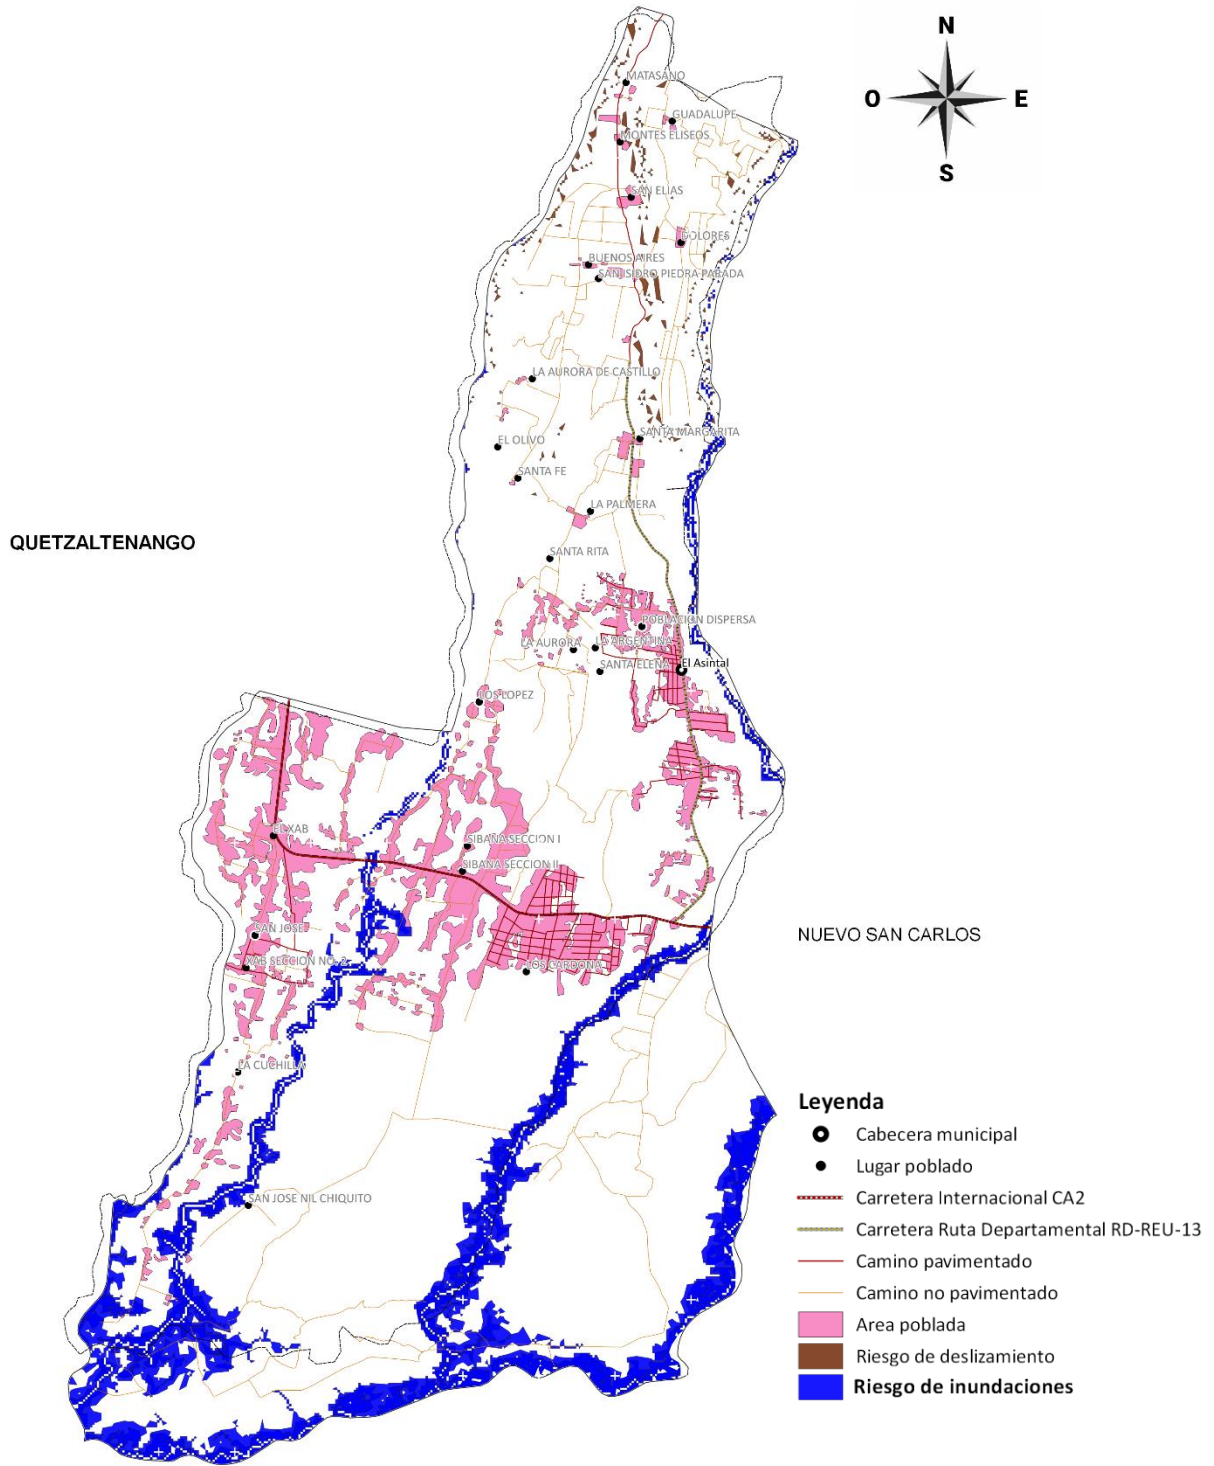 N
O
E
S
MATASANO
GUADALUPE
MONTES ELISEOS
SAN ELIAS
DOLORES
BUENOS AIRES
SAN ISIDRO PIEDRA PARADA
LA AURORA DE CASTILLO
SANTA MARGARITA
EL OLIVO
SANTA FE
LA PALMERA
QUETZALTENANGO
SANTA RITA
POBLACION DISPERSA
LA AURORA
LA ARGENTINA
SANTA ELENA
El Asintal
LOS LOPEZ
EL XAB
SIBANA SECCION I
SIBANA SECCION II
SAN JOSE
NUEVO SAN CARLOS
XAB SECCION NO. 2
LOS CARDONA
LA CUCHILLA
SAN JOSE NIL CHIQUITO
Leyenda
Cabecera municipal
Lugar poblado
Carretera Internacional CA2
Carretera Ruta Departamental RD-REU-13
Camino pavimentado
Camino no pavimentado
Area poblada
Riesgo de deslizamiento
Riesgo de inundaciones